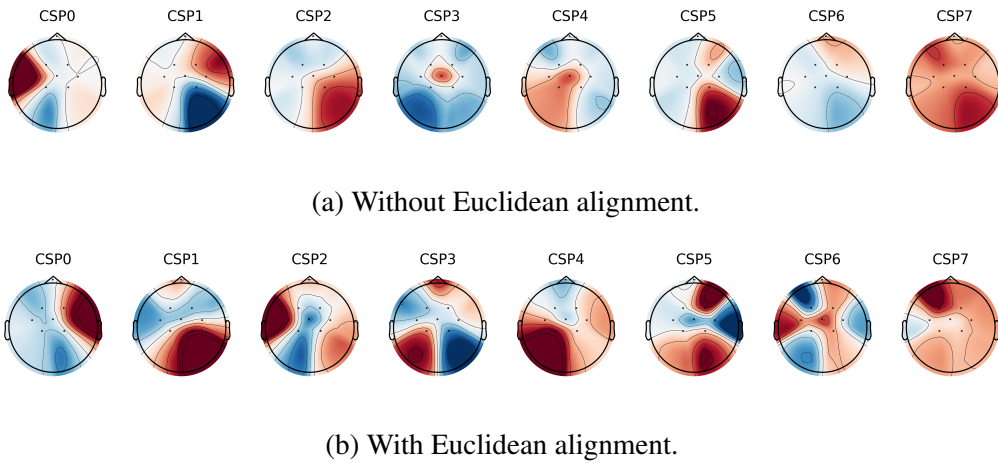 CSP0 CSP1 CSP2 CSP3 CSP4 CSP5 CSP6 CSP7
(a) Without Euclidean alignment.
CSP0 CSP1 CSP2 CSP3 CSP4 CSP5 CSP6 CSP7
(b) With Euclidean alignment.